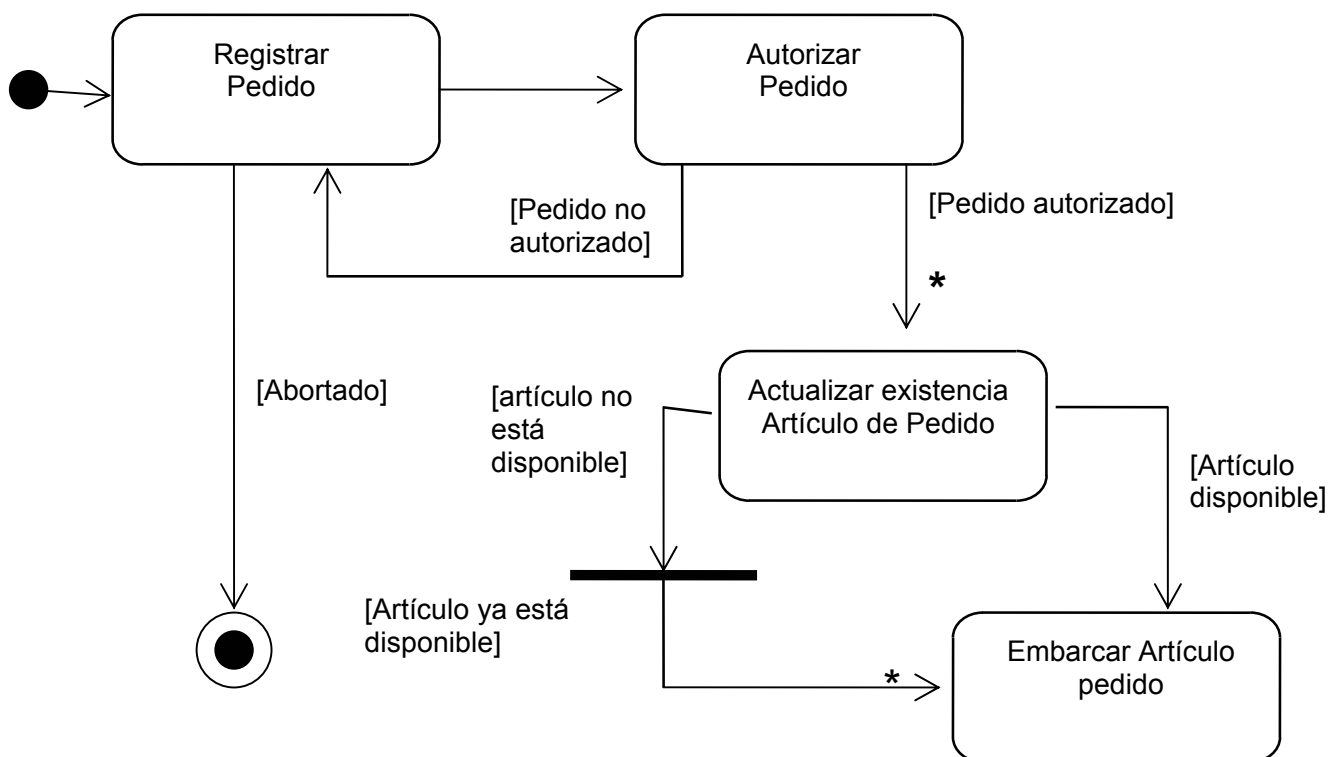 Registrar
Pedido
Autorizar
Pedido
[Pedido no
autorizado]
[Pedido autorizado]
*
[Abortado]
[artículo no
está
disponible]
Actualizar existencia
Artículo de Pedido
[Artículo
disponible]
[Artículo ya está
disponible]
*
Embarcar Artículo
pedido